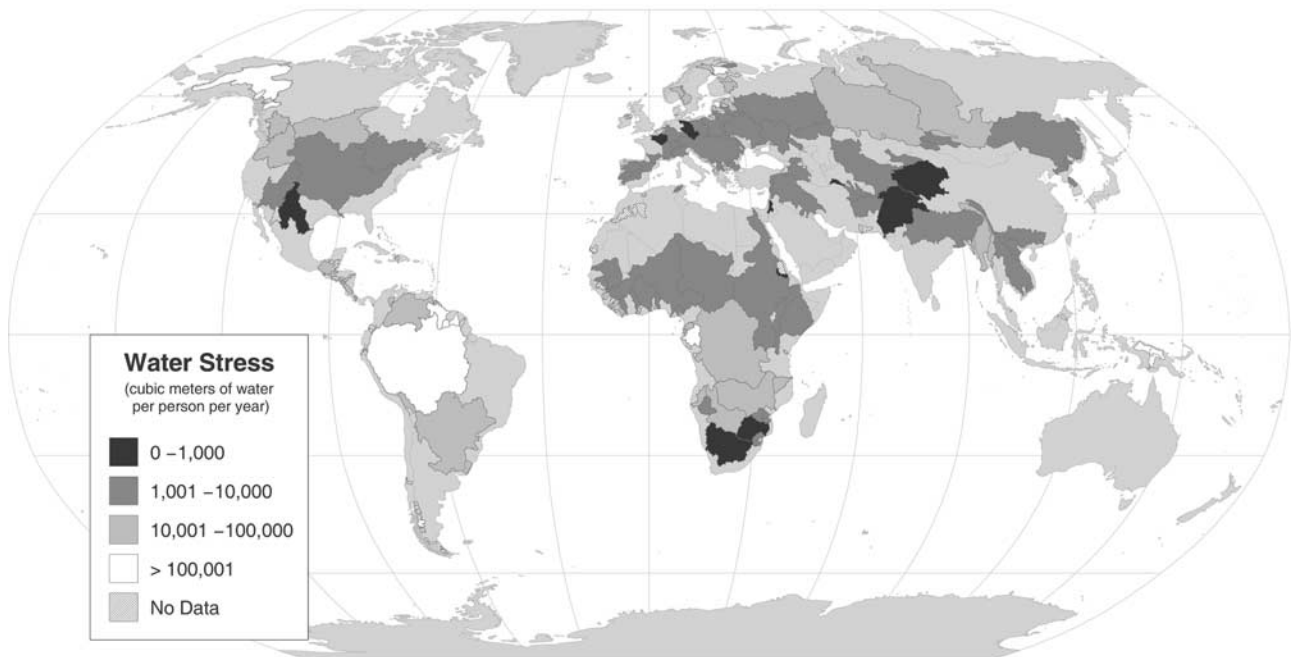 Water Stress
(cubic meters of water
per person per year)
0 –1,000
1,001 –10,000
10,001 –100,000
> 100,001
No Data